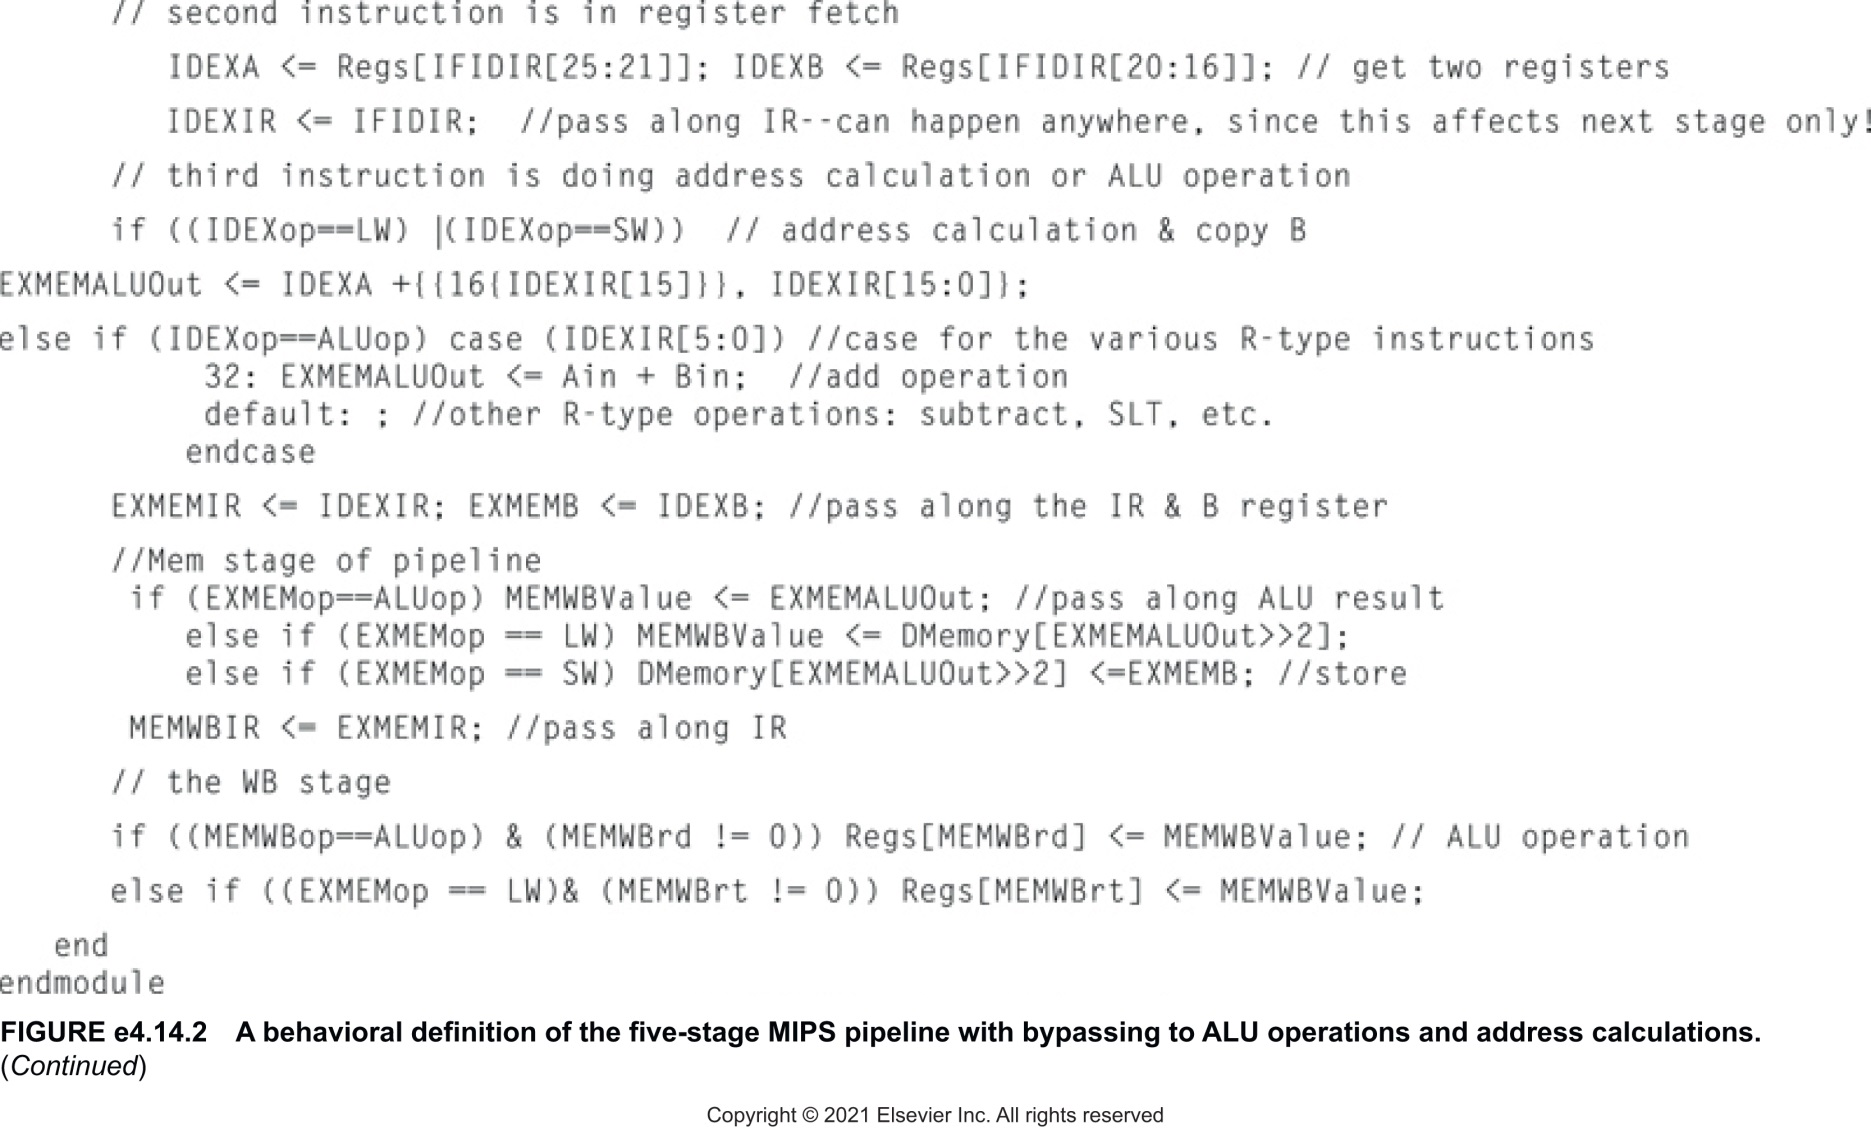 // second instruction is in register fetch
IDEXA <= Regs[IFIDIR[25:21]]; IDEXB <= Regs[IFIDIR[20:16]]; // get two registers
IDEXIR <= IFIDIR; //pass along IR--can happen anywhere, since this affects next stage only!
// third instruction is doing address calculation or ALU operation
if ((IDEXop==LW) |(IDEXop==SW)) // address calculation & copy B
EXMEMALUOut <= IDEXA +{{16{IDEXIR[15]}}, IDEXIR[15:0]};
else if (IDEXop==ALUop) case (IDEXIR[5:0]) //case for the various R-type instructions
32: EXMEMALUOut <= Ain + Bin; //add operation
default: ; //other R-type operations: subtract, SLT, etc.
endcase
EXMEMIR <= IDEXIR; EXMEMB <= IDEXB; //pass along the IR & B register
//Mem stage of pipeline
if (EXMEMop==ALUop) MEMWBValue <= EXMEMALUOut; //pass along ALU result
else if (EXMEMop == LW) MEMWBValue <= DMemory[EXMEMALUOut>>2];
else if (EXMEMop == SW) DMemory[EXMEMALUOut>>2] <=EXMEMB; //store
MEMWBIR <= EXMEMIR; //pass along IR
// the WB stage
if ((MEMWBop==ALUop) & (MEMWBrd != 0)) Regs[MEMWBrd] <= MEMWBValue; // ALU operation
else if ((EXMEMop == LW)& (MEMWBrt != 0)) Regs[MEMWBrt] <= MEMWBValue;
end
endmodule
FIGURE e4.14.2 A behavioral definition of the five-stage MIPS pipeline with bypassing to ALU operations and address calculations.
(Continued)
Copyright © 2021 Elsevier Inc. All rights reserved